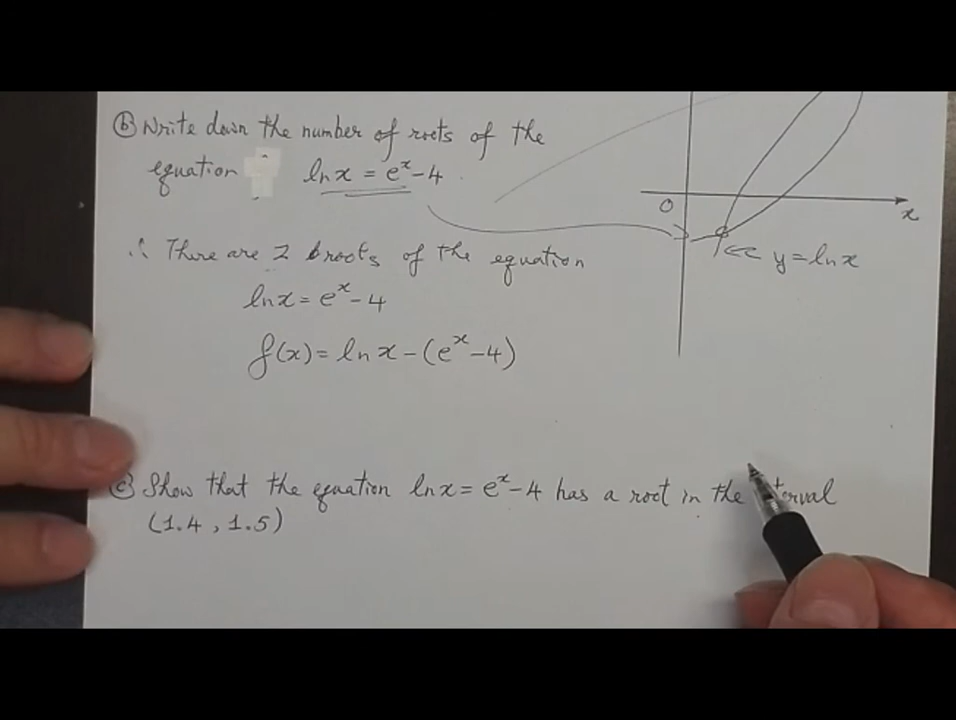 ⓑ Write down the number of roots of the
equation ln x = e^x - 4
∴ There are 2 roots of the equation
ln x = e^x - 4
f(x) = ln x - (e^x - 4)
O
x
y = ln x
ⓒ Show that the equation ln x = e^x - 4 has a root in the interval
(1.4 , 1.5)